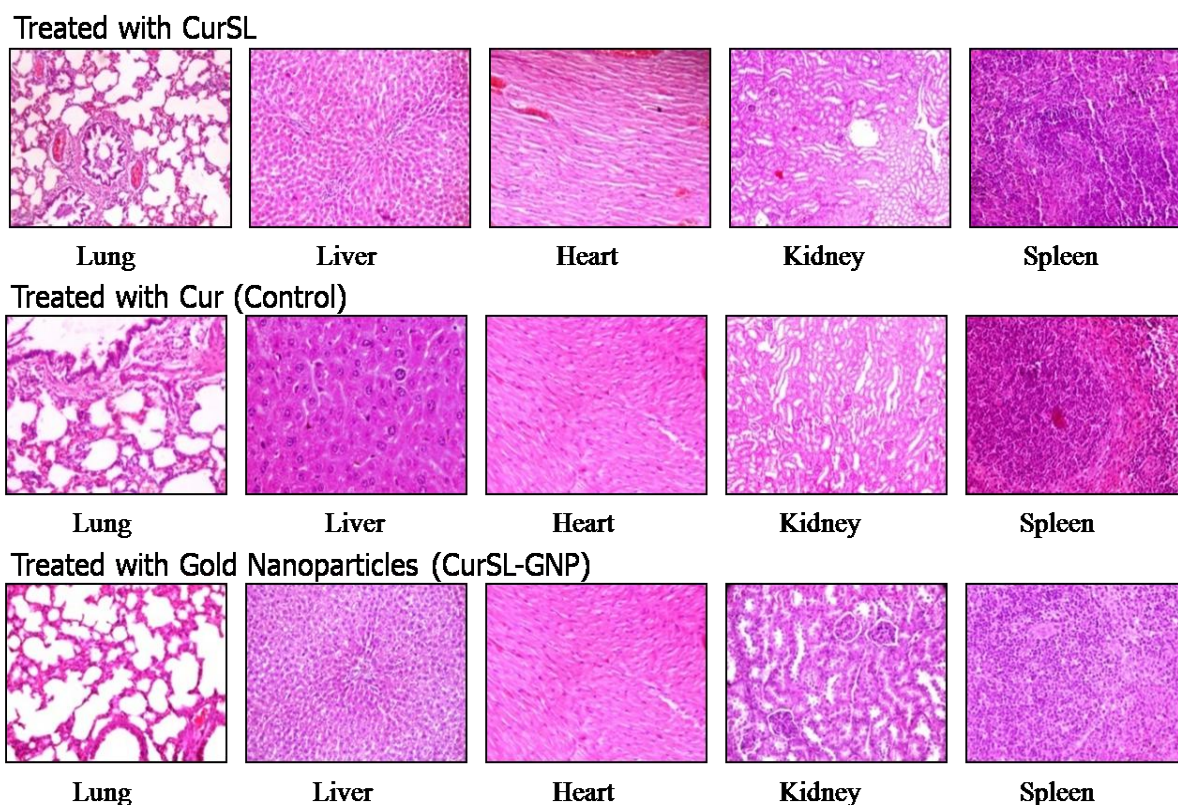 Treated with CurSL
Lung Liver Heart Kidney Spleen
Treated with Cur (Control)
Lung Liver Heart Kidney Spleen
Treated with Gold Nanoparticles (CurSL-GNP)
Lung Liver Heart Kidney Spleen